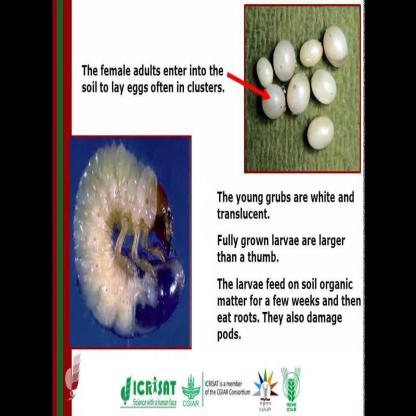 The female adults enter into the
soil to lay eggs often in clusters.
The young grubs are white and
translucent.
Fully grown larvae are larger
than a thumb.
The larvae feed on soil organic
matter for a few weeks and then
eat roots. They also damage
pods.
ICRISAT
Science with a human face
CGIAR
ICRISAT is a member
of the CGIAR Consortium